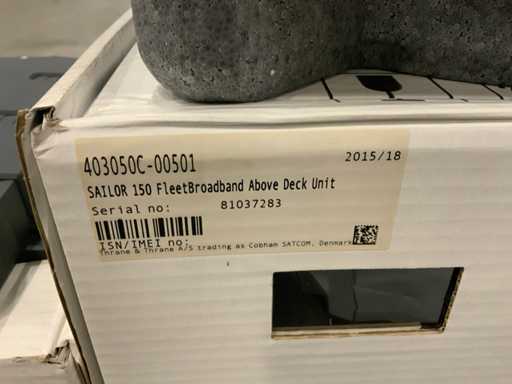 403050C-00501 2015/18
SAILOR 150 FleetBroadband Above Deck Unit
Serial no: 81037283
ISN/IMEI no:
Thrane & Thrane A/S trading as Cobham SATCOM, Denmark